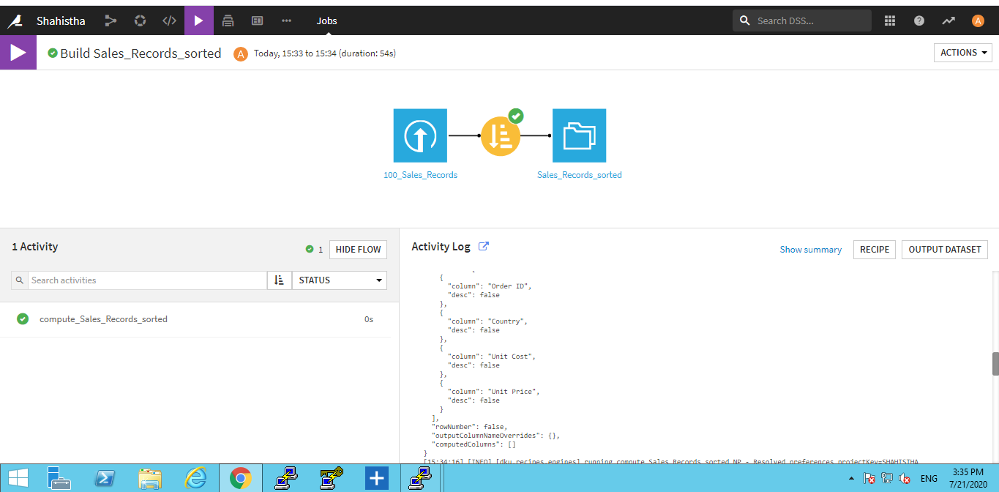 Shahistha
Jobs
Search DSS...
A
Build Sales_Records_sorted
A
Today, 15:33 to 15:34 (duration: 54s)
ACTIONS
100_Sales_Records
Sales_Records_sorted
1 Activity
1
HIDE FLOW
Search activities
STATUS
compute_Sales_Records_sorted
0s
Activity Log
Show summary
RECIPE
OUTPUT DATASET
{
"column": "Order ID",
"desc": false
},
{
"column": "Country",
"desc": false
},
{
"column": "Unit Cost",
"desc": false
},
{
"column": "Unit Price",
"desc": false
}
],
"rowNumber": false,
"outputColumnNameOverrides": {},
"computedColumns": []
}
[15:34:16] [INFO] [dku.recipes.engines] running compute_Sales_Records_sorted_NP - Resolved preferences projectKey=SHAHISTHA
ENG
3:35 PM
7/21/2020